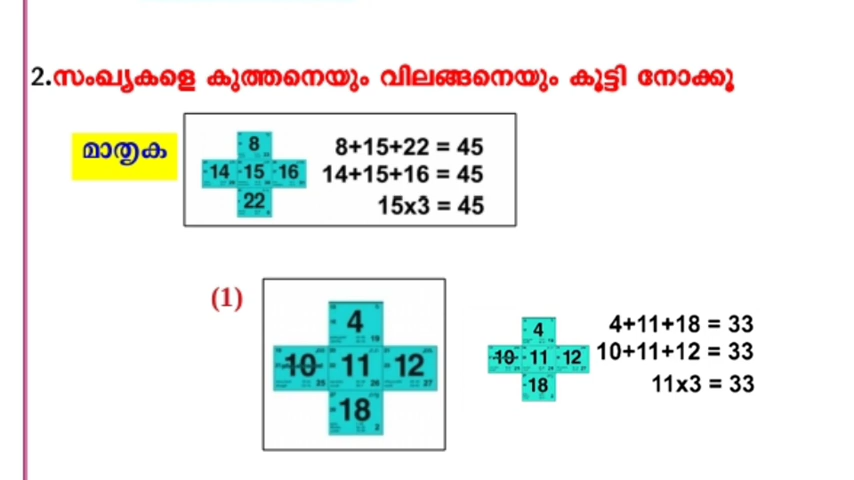 2.സംഖ്യകളെ കുത്തനെയും വിലങ്ങനെയും കൂട്ടി നോക്കൂ
മാതൃക
8
14 15 16
22
8+15+22 = 45
14+15+16 = 45
15x3 = 45
(1)
4
10 11 12
18
4
10 11 12
18
4+11+18 = 33
10+11+12 = 33
11x3 = 33